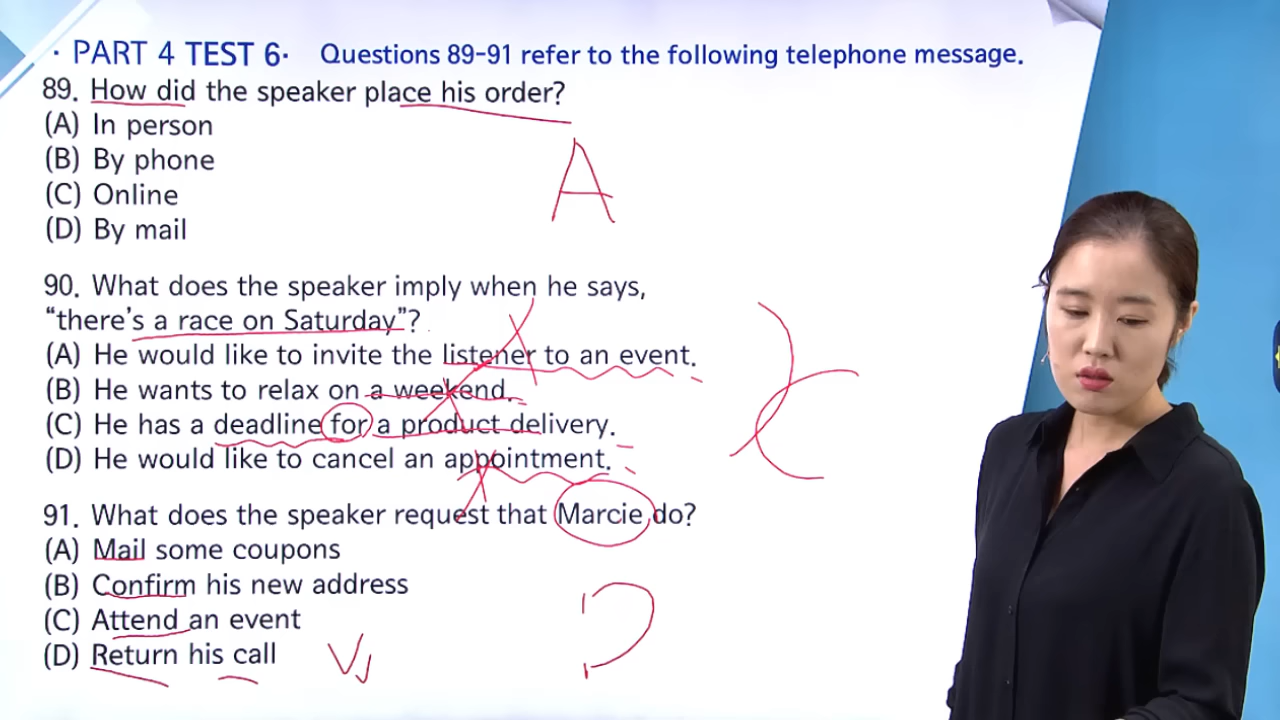 · PART 4 TEST 6· Questions 89-91 refer to the following telephone message.
89. How did the speaker place his order?
(A) In person
(B) By phone
(C) Online
(D) By mail
A
90. What does the speaker imply when he says,
“there’s a race on Saturday”?
(A) He would like to invite the listener to an event.
(B) He wants to relax on a weekend.
(C) He has a deadline for a product delivery.
(D) He would like to cancel an appointment.
91. What does the speaker request that Marcie do?
(A) Mail some coupons
(B) Confirm his new address
(C) Attend an event
(D) Return his call
D